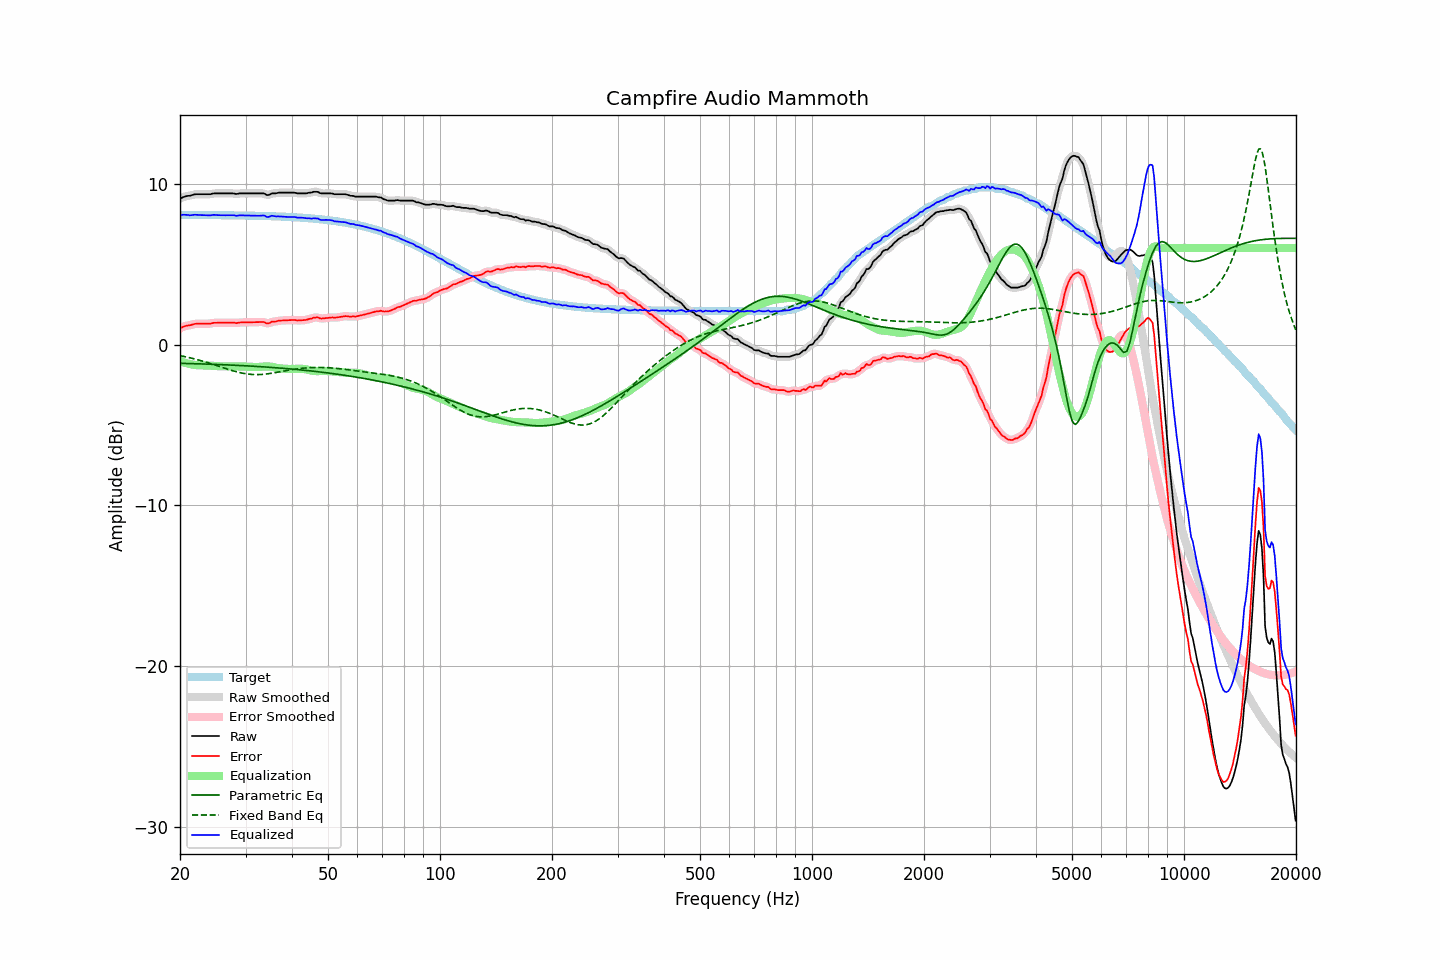 Campfire Audio Mammoth
Amplitude (dBr)
10
0
−10
−20
−30
Target
Raw Smoothed
Error Smoothed
Raw
Error
Equalization
Parametric Eq
Fixed Band Eq
Equalized
20 50 100 200 500 1000 2000 5000 10000 20000
Frequency (Hz)